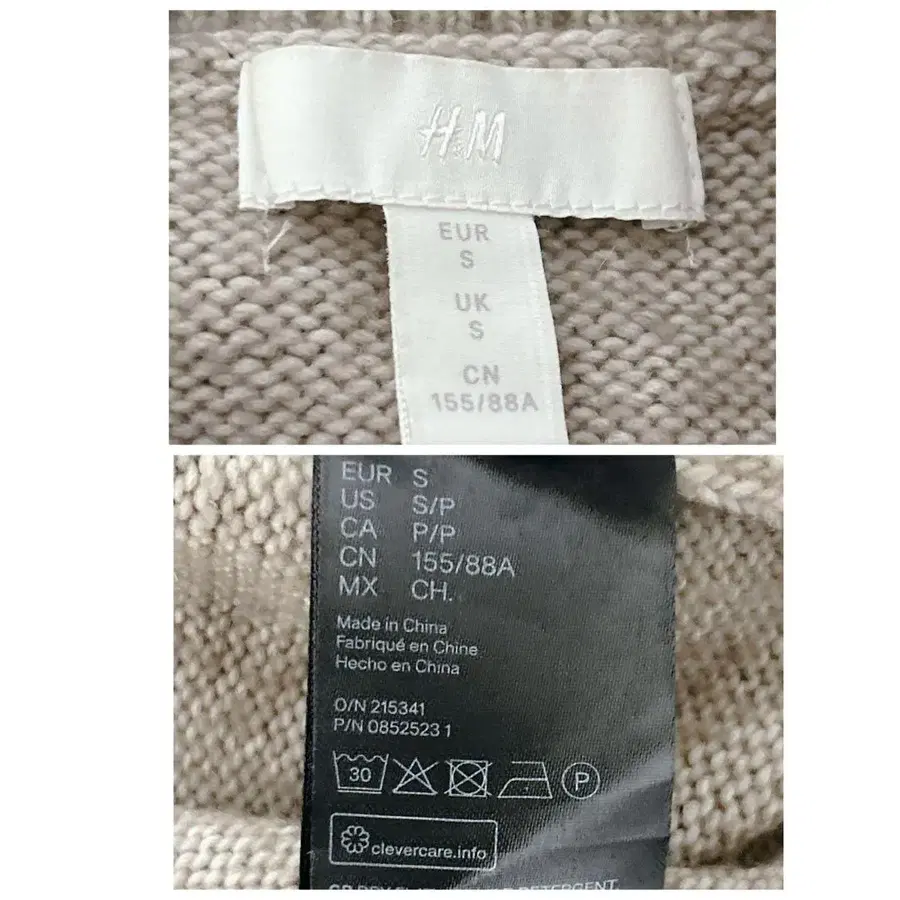 H&M
EUR
S
UK
S
CN
155/88A
EUR S
US S/P
CA P/P
CN 155/88A
MX CH.
Made in China
Fabriqué en Chine
Hecho en China
O/N 215341
P/N 0852523 1
30
P
clevercare.info
DETERGENT